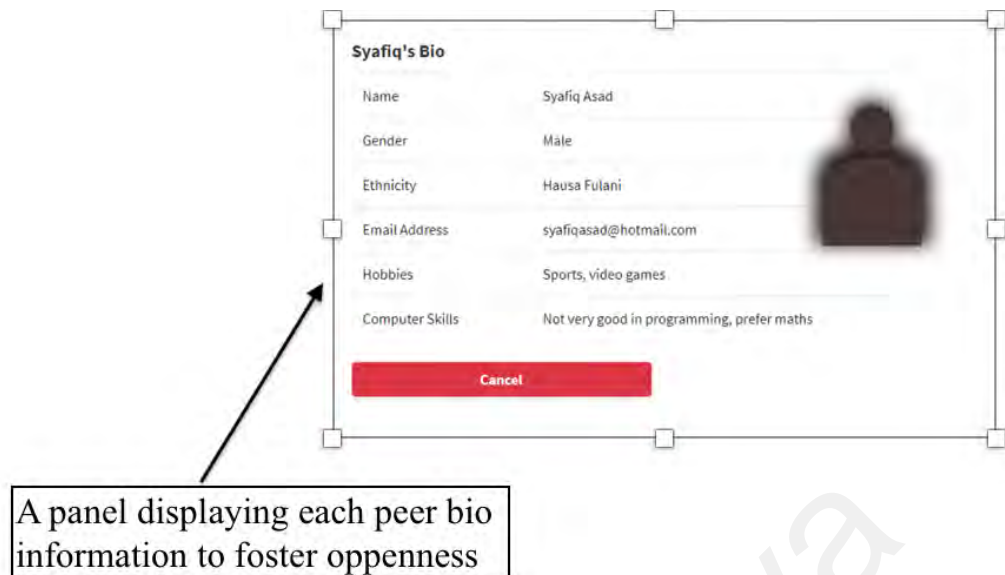 Syafiq's Bio
Name Syafiq Asad
Gender Male
Ethnicity Hausa Fulani
Email Address syafiqasad@hotmail.com
Hobbies Sports, video games
Computer Skills Not very good in programming, prefer maths
Cancel
A panel displaying each peer bio
information to foster oppenness